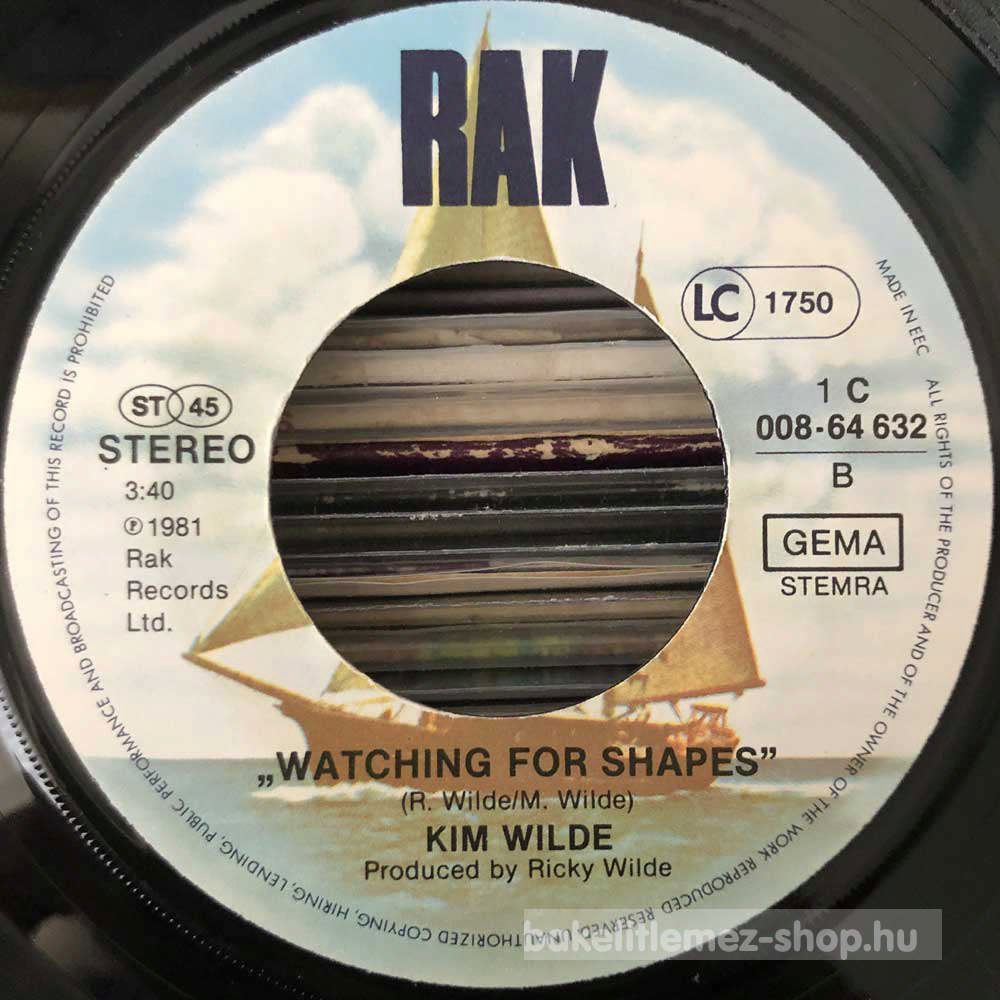 RAK
LC 1750
ST 45
STEREO
3:40
℗ 1981
Rak
Records
Ltd.
1 C
008-64 632
B
GEMA
STEMRA
„WATCHING FOR SHAPES”
(R. Wilde/M. Wilde)
KIM WILDE
Produced by Ricky Wilde
MADE IN EEC ALL RIGHTS OF THE PRODUCER AND OF THE OWNER OF THE WORK REPRODUCED RESERVED, UNAUTHORIZED COPYING, HIRING, LENDING, PUBLIC PERFORMANCE AND BROADCASTING OF THIS RECORD IS PROHIBITED
bakelitlemez-shop.hu